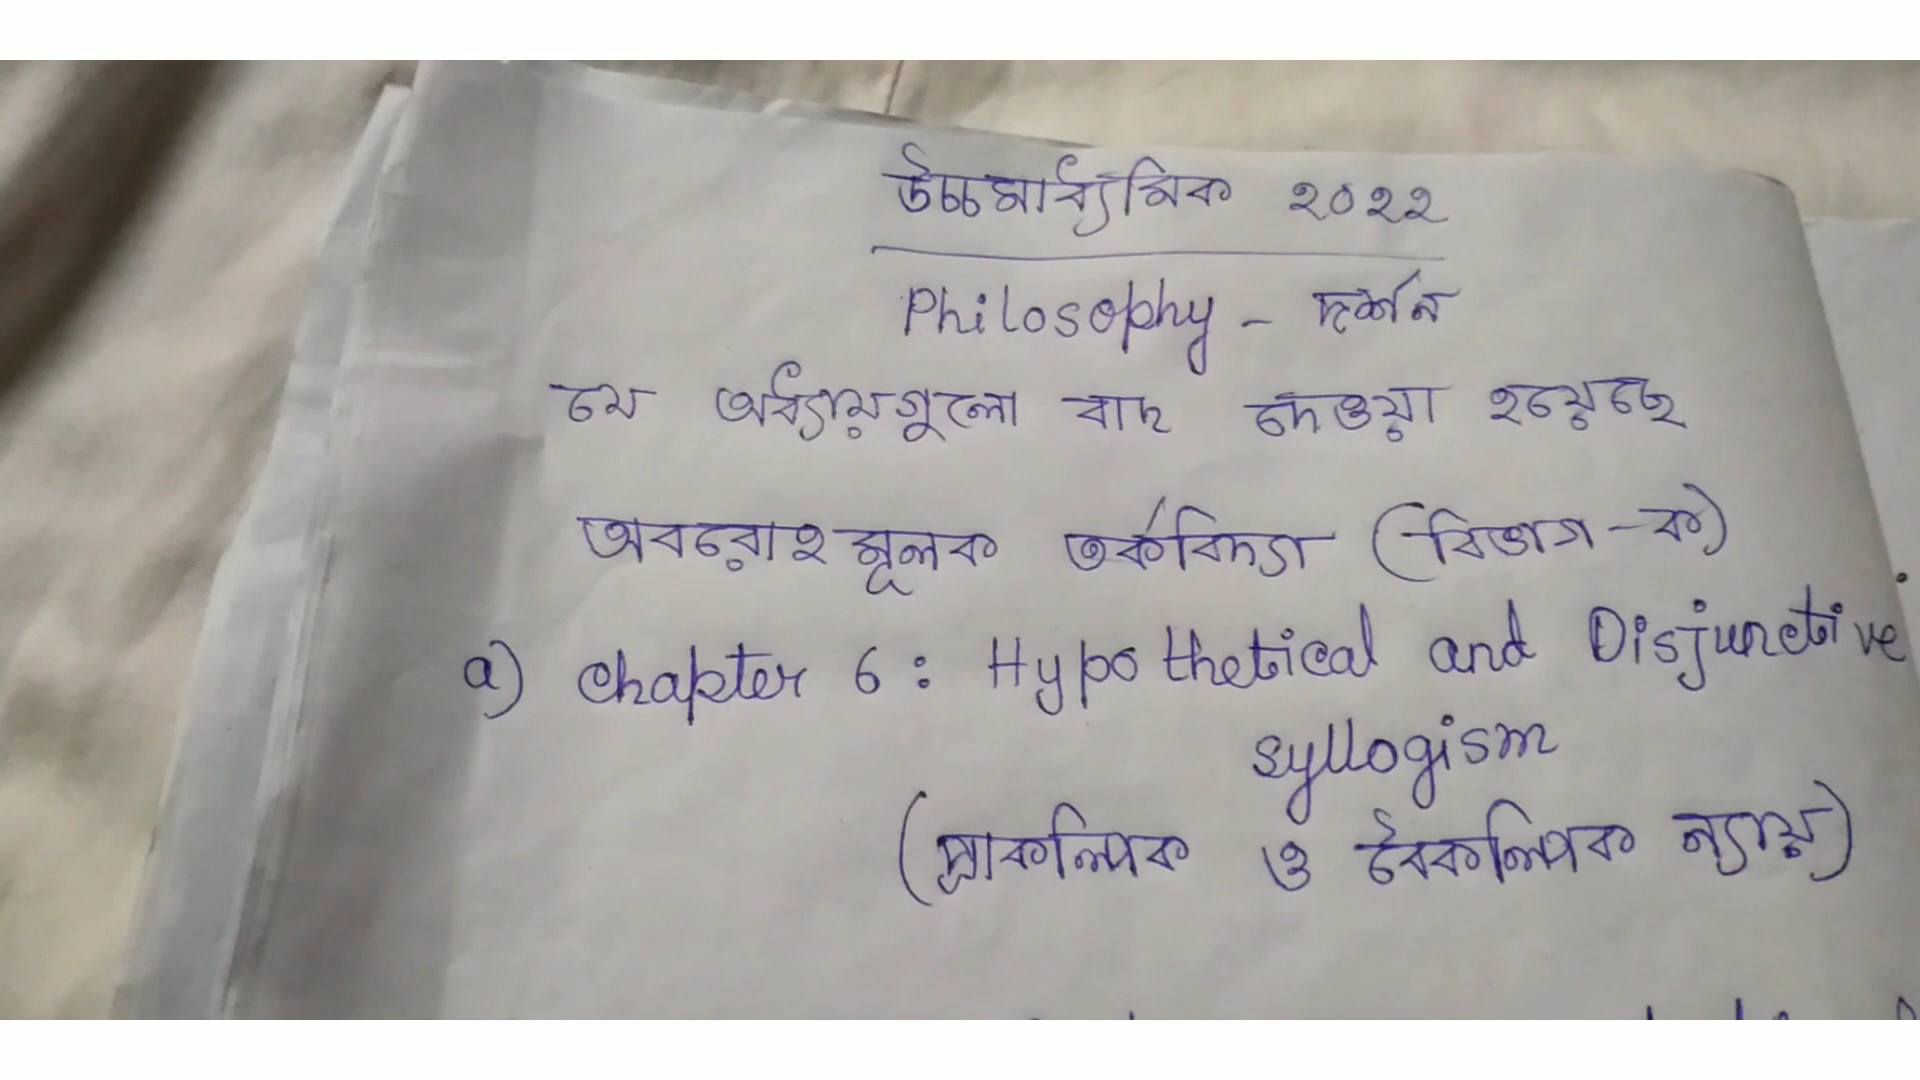 উচ্চমাধ্যমিক ২০২২
Philosophy - দর্শন
যে অধ্যায়গুলো বাদ দেওয়া হয়েছে
অবরোহমূলক তর্কবিদ্যা (বিভাগ-ক)
a) Chapter 6: Hypothetical and Disjunctive
syllogism
(প্রাকল্পিক ও বৈকল্পিক ন্যায়)